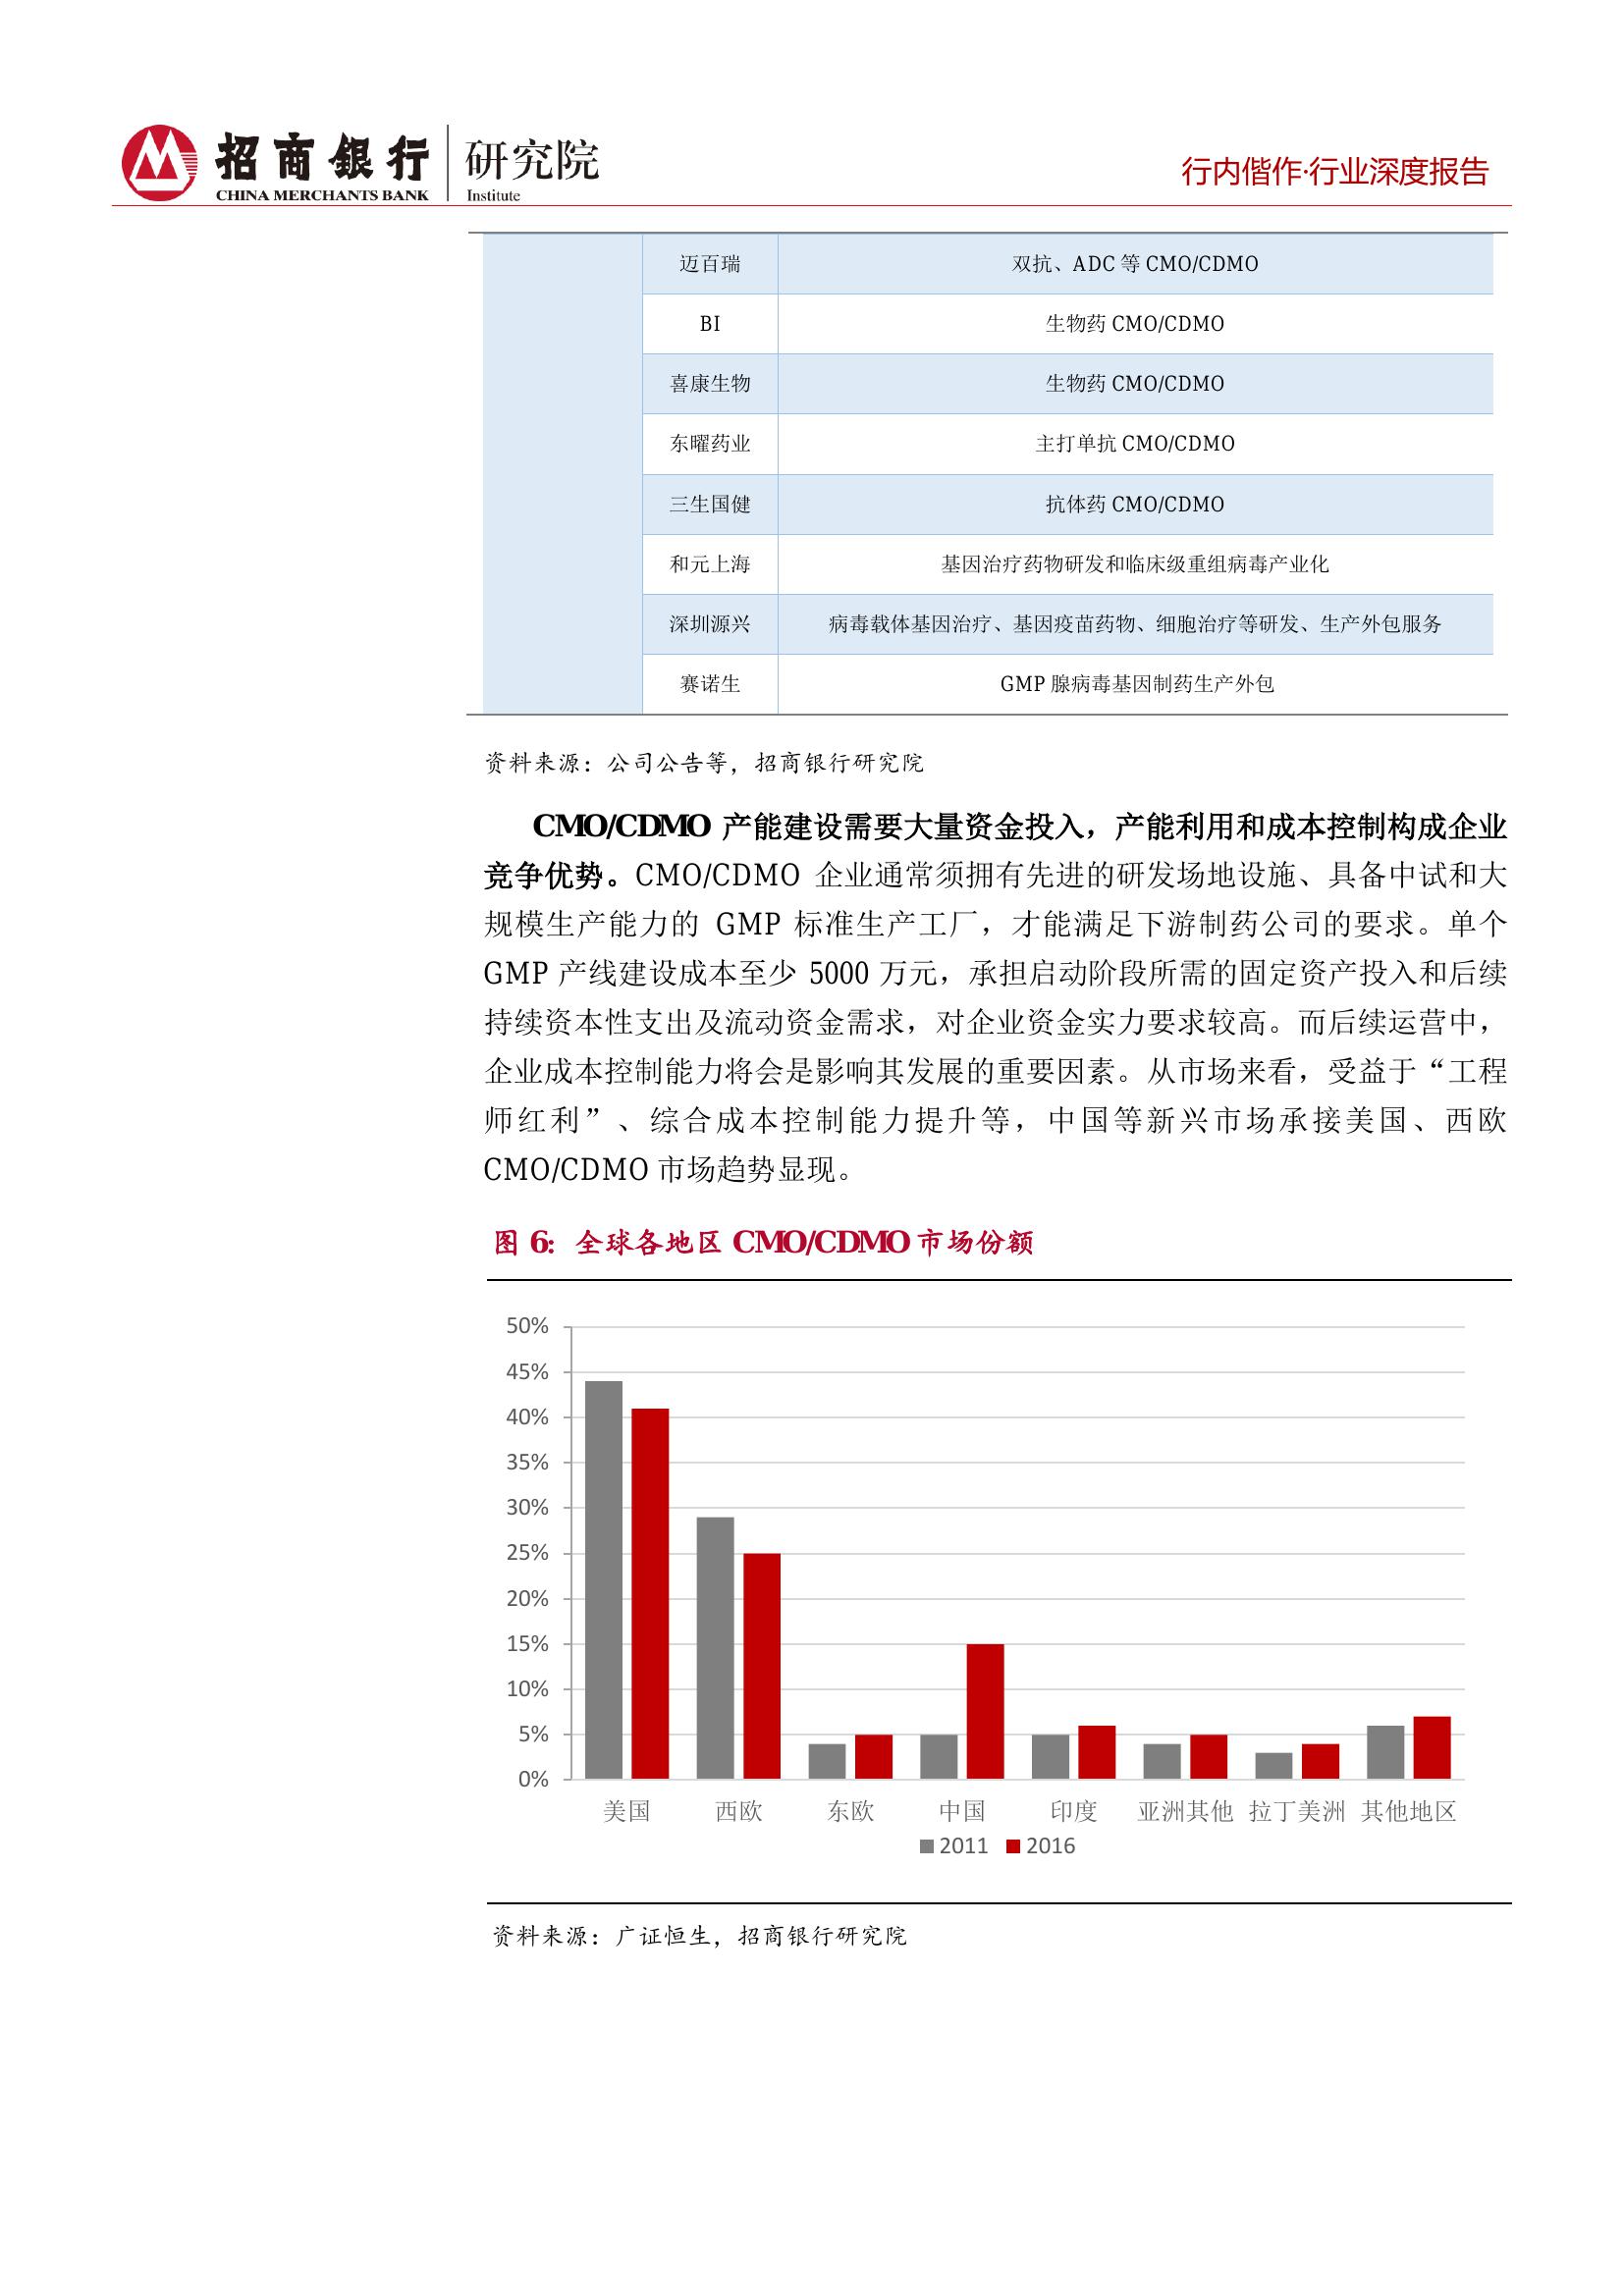 招商銀行
CHINA MERCHANTS BANK
研究院
Institute
行内偕作·行业深度报告
迈百瑞 双抗、ADC 等 CMO/CDMO
BI 生物药 CMO/CDMO
喜康生物 生物药 CMO/CDMO
东曜药业 主打单抗 CMO/CDMO
三生国健 抗体药 CMO/CDMO
和元上海 基因治疗药物研发和临床级重组病毒产业化
深圳源兴 病毒载体基因治疗、基因疫苗药物、细胞治疗等研发、生产外包服务
赛诺生 GMP 腺病毒基因制药生产外包
资料来源：公司公告等，招商银行研究院
CMO/CDMO 产能建设需要大量资金投入，产能利用和成本控制构成企业
竞争优势。CMO/CDMO 企业通常须拥有先进的研发场地设施、具备中试和大
规模生产能力的 GMP 标准生产工厂，才能满足下游制药公司的要求。单个
GMP 产线建设成本至少 5000 万元，承担启动阶段所需的固定资产投入和后续
持续资本性支出及流动资金需求，对企业资金实力要求较高。而后续运营中，
企业成本控制能力将会是影响其发展的重要因素。从市场来看，受益于“工程
师红利”、综合成本控制能力提升等，中国等新兴市场承接美国、西欧
CMO/CDMO 市场趋势显现。
图 6：全球各地区 CMO/CDMO 市场份额
50%
45%
40%
35%
30%
25%
20%
15%
10%
5%
0%
美国 西欧 东欧 中国 印度 亚洲其他 拉丁美洲 其他地区
2011 2016
资料来源：广证恒生，招商银行研究院